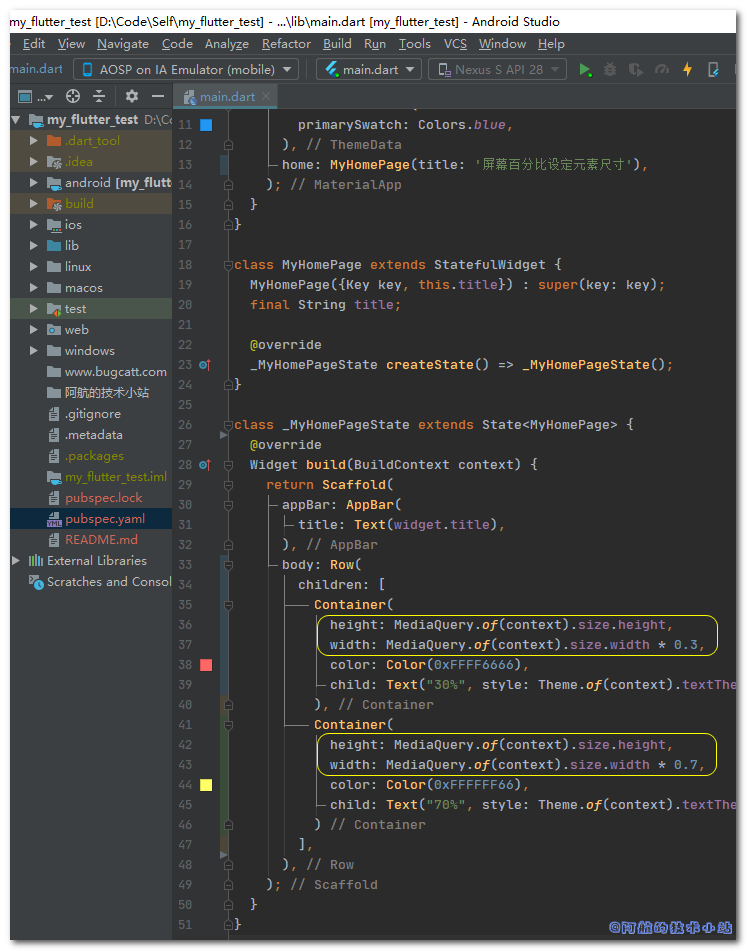 my_flutter_test [D:\Code\Self\my_flutter_test] - ...\lib\main.dart [my_flutter_test] - Android Studio
Edit View Navigate Code Analyze Refactor Build Run Tools VCS Window Help
main.dart AOSP on IA Emulator (mobile) main.dart Nexus S API 28
... main.dart
my_flutter_test D:\Co
.dart_tool
.idea
android [my_flutt
build
ios
lib
linux
macos
test
web
windows
www.bugcatt.com
阿航的技术小站
.gitignore
.metadata
.packages
my_flutter_test.iml
pubspec.lock
pubspec.yaml
README.md
External Libraries
Scratches and Consol
11 primarySwatch: Colors.blue,
12 ), // ThemeData
13 home: MyHomePage(title: '屏幕百分比设定元素尺寸'),
14 ); // MaterialApp
15 }
16 }
17
18 class MyHomePage extends StatefulWidget {
19 MyHomePage({Key key, this.title}) : super(key: key);
20 final String title;
21
22 @override
23 _MyHomePageState createState() => _MyHomePageState();
24 }
25
26 class _MyHomePageState extends State<MyHomePage> {
27 @override
28 Widget build(BuildContext context) {
29 return Scaffold(
30 appBar: AppBar(
31 title: Text(widget.title),
32 ), // AppBar
33 body: Row(
34 children: [
35 Container(
36 height: MediaQuery.of(context).size.height,
37 width: MediaQuery.of(context).size.width * 0.3,
38 color: Color(0xFFFF6666),
39 child: Text("30%", style: Theme.of(context).textThe
40 ), // Container
41 Container(
42 height: MediaQuery.of(context).size.height,
43 width: MediaQuery.of(context).size.width * 0.7,
44 color: Color(0xFFFFFF66),
45 child: Text("70%", style: Theme.of(context).textThe
46 ) // Container
47 ],
48 ), // Row
49 ); // Scaffold
50 }
51 }
@阿航的技术小站